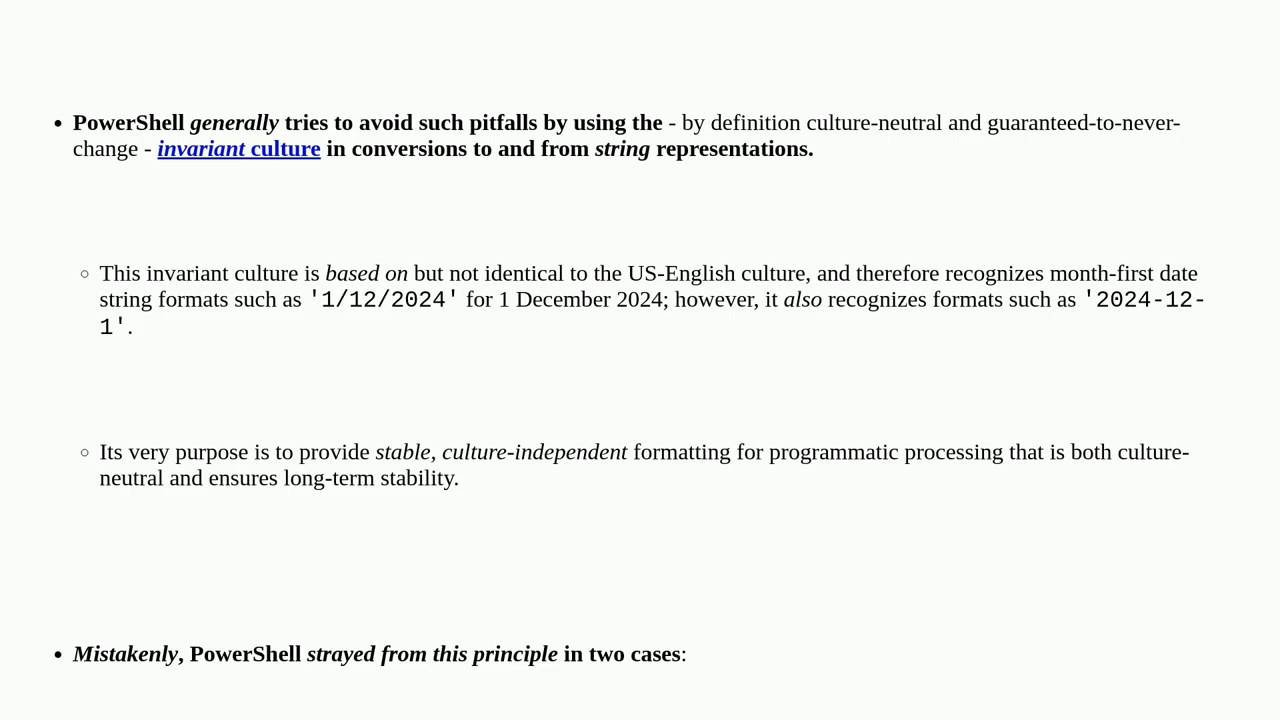 PowerShell generally tries to avoid such pitfalls by using the - by definition culture-neutral and guaranteed-to-never-
change - invariant culture in conversions to and from string representations.
This invariant culture is based on but not identical to the US-English culture, and therefore recognizes month-first date
string formats such as '1/12/2024' for 1 December 2024; however, it also recognizes formats such as '2024-12-
1'.
Its very purpose is to provide stable, culture-independent formatting for programmatic processing that is both culture-
neutral and ensures long-term stability.
Mistakenly, PowerShell strayed from this principle in two cases: